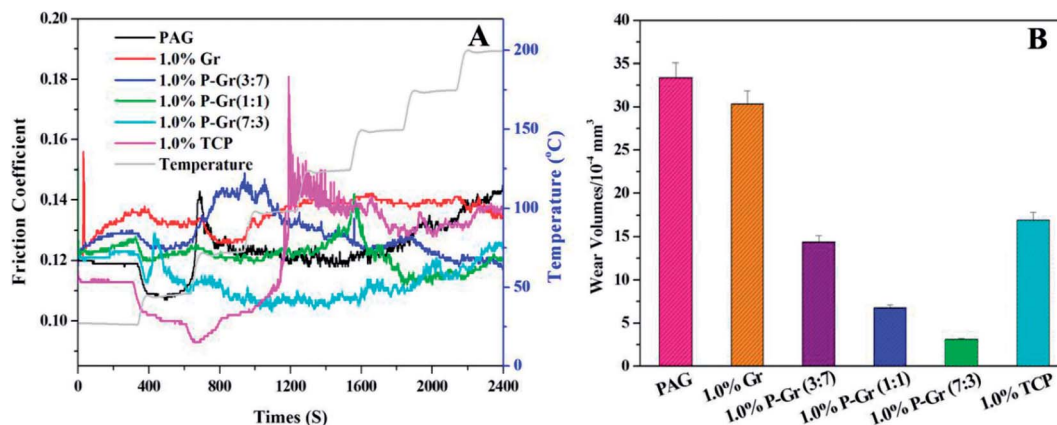 A
PAG
1.0% Gr
1.0% P-Gr(3:7)
1.0% P-Gr(1:1)
1.0% P-Gr(7:3)
1.0% TCP
Temperature
Friction Coefficient
0.20
0.18
0.16
0.14
0.12
0.10
0 400 800 1200 1600 2000 2400
Times (S)
Temperature (°C)
200
150
100
50
0
B
Wear Volumes/10⁻⁴ mm³
40
35
30
25
20
15
10
5
0
PAG
1.0% Gr
1.0% P-Gr (3:7)
1.0% P-Gr (1:1)
1.0% P-Gr (7:3)
1.0% TCP